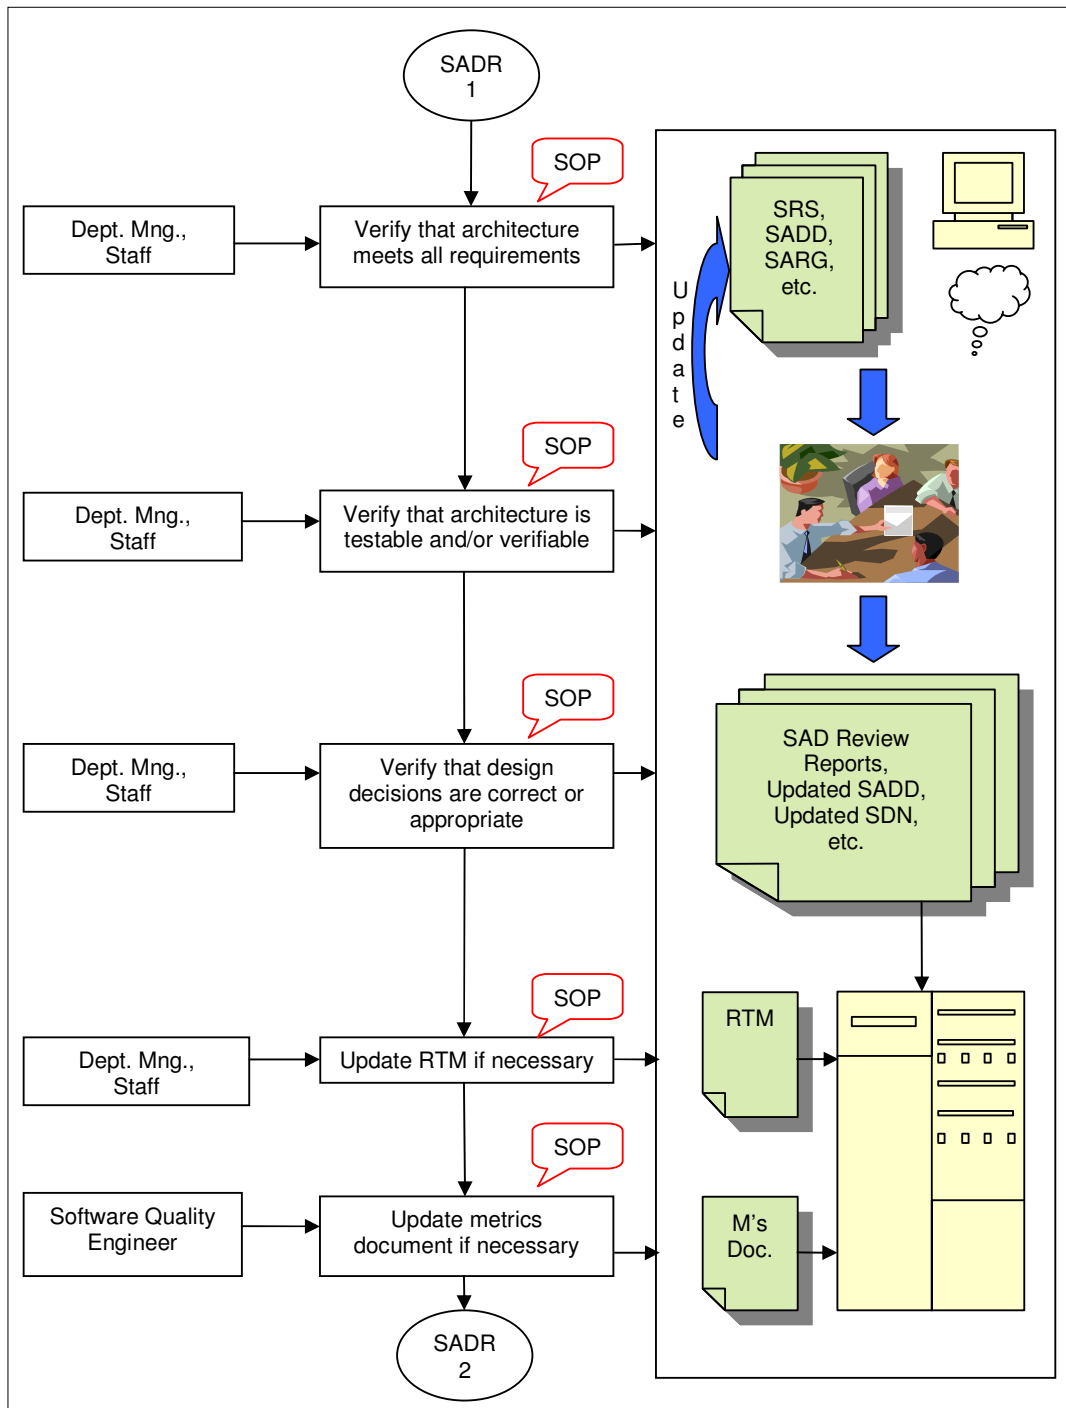 SADR
1
SOP
Dept. Mng.,
Staff
Verify that architecture
meets all requirements
SRS,
SADD,
SARG,
etc.
U
p
d
a
t
e
SOP
Dept. Mng.,
Staff
Verify that architecture is
testable and/or verifiable
SOP
Dept. Mng.,
Staff
Verify that design
decisions are correct or
appropriate
SAD Review
Reports,
Updated SADD,
Updated SDN,
etc.
SOP
Dept. Mng.,
Staff
Update RTM if necessary
RTM
SOP
Software Quality
Engineer
Update metrics
document if necessary
M's
Doc.
SADR
2